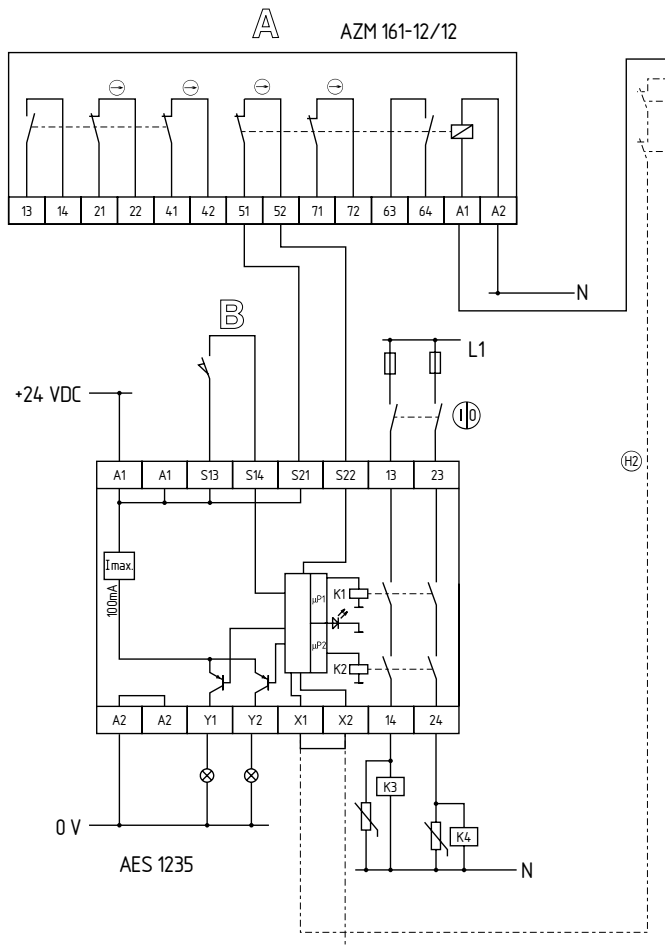 A AZM 161-12/12
13 14 21 22 41 42 51 52 71 72 63 64 A1 A2
N
B
L1
+24 VDC
I 0
H2
A1 A1 S13 S14 S21 S22 13 23
Imax.
100mA
µP1
K1
µP2
K2
A2 A2 Y1 Y2 X1 X2 14 24
K3
0 V
K4
AES 1235
N